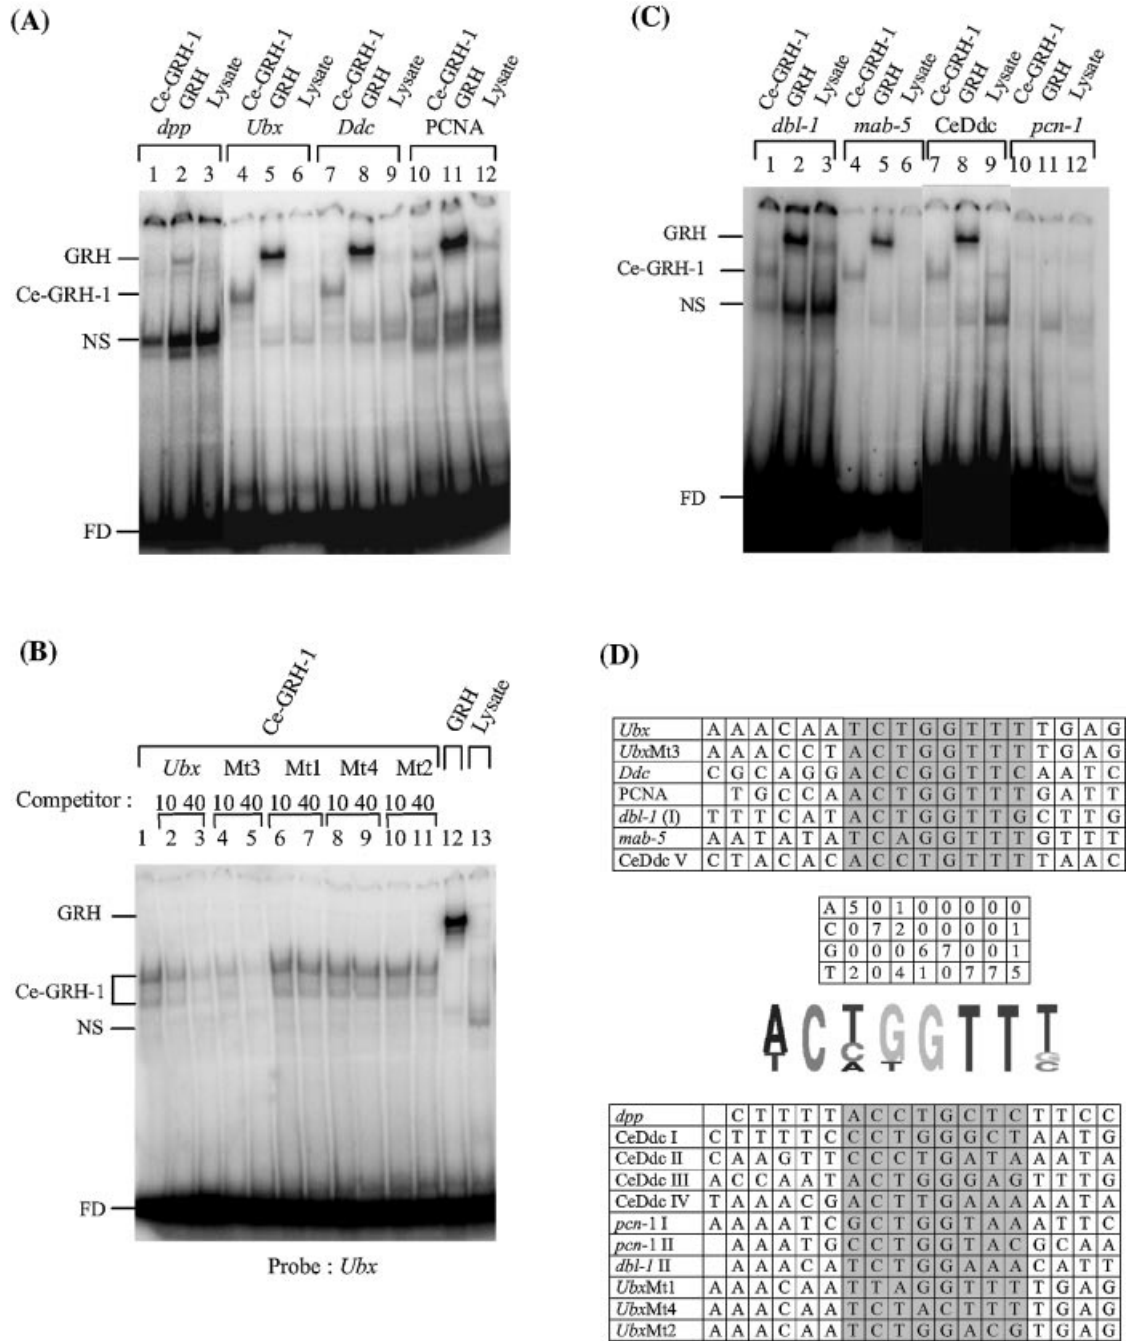 (A)
Ce-GRH-1 GRH Lysate Ce-GRH-1 GRH Lysate Ce-GRH-1 GRH Lysate Ce-GRH-1 GRH Lysate
dpp Ubx Ddc PCNA
1 2 3 4 5 6 7 8 9 10 11 12
GRH
Ce-GRH-1
NS
FD
(C)
Ce-GRH-1 GRH Lysate Ce-GRH-1 GRH Lysate Ce-GRH-1 GRH Lysate Ce-GRH-1 GRH Lysate
dbl-1 mab-5 CeDdc pcn-1
1 2 3 4 5 6 7 8 9 10 11 12
GRH
Ce-GRH-1
NS
FD
(B)
Ce-GRH-1 GRH Lysate
Ubx Mt3 Mt1 Mt4 Mt2
Competitor : 10 40 10 40 10 40 10 40 10 40
1 2 3 4 5 6 7 8 9 10 11 12 13
GRH
Ce-GRH-1
NS
FD
Probe : Ubx
(D)
Ubx A A A C A A T C T G G T T T T G A G
UbxMt3 A A A C C T A C T G G T T T T G A G
Ddc C G C A G G A C C G G T T C A A T C
PCNA T G C C A A C T G G T T T G A T T
dbl-1 (I) T T T C A T A C T G G T T G C T T G
mab-5 A A T A T A T C A G G T T T G T T T
CeDdc V C T A C A C A C C T G T T T T A A C
A 5 0 1 0 0 0 0 0
C 0 7 2 0 0 0 0 1
G 0 0 0 6 7 0 0 1
T 2 0 4 1 0 7 7 5
A C T G G T T T
T C T G
A C
dpp C T T T T A C C T G C T C T T C C
CeDdc I C T T T T C C C T G G G C T A A T G
CeDdc II C A A G T T C C C T G A T A A A T A
CeDdc III A C C A A T A C T G G G A G T T T G
CeDdc IV T A A A C G A C T T G A A A A A T A
pcn-1 I A A A A T C G C T G G T A A A T T C
pcn-1 II A A A T G C C T G G T A C G C A A
dbl-1 II A A A C A T C T G G A A A C A T T
UbxMt1 A A A C A A T T A G G T T T T G A G
UbxMt4 A A A C A A T C T A C T T T T G A G
UbxMt2 A A A C A A T C T G G A C G T G A G